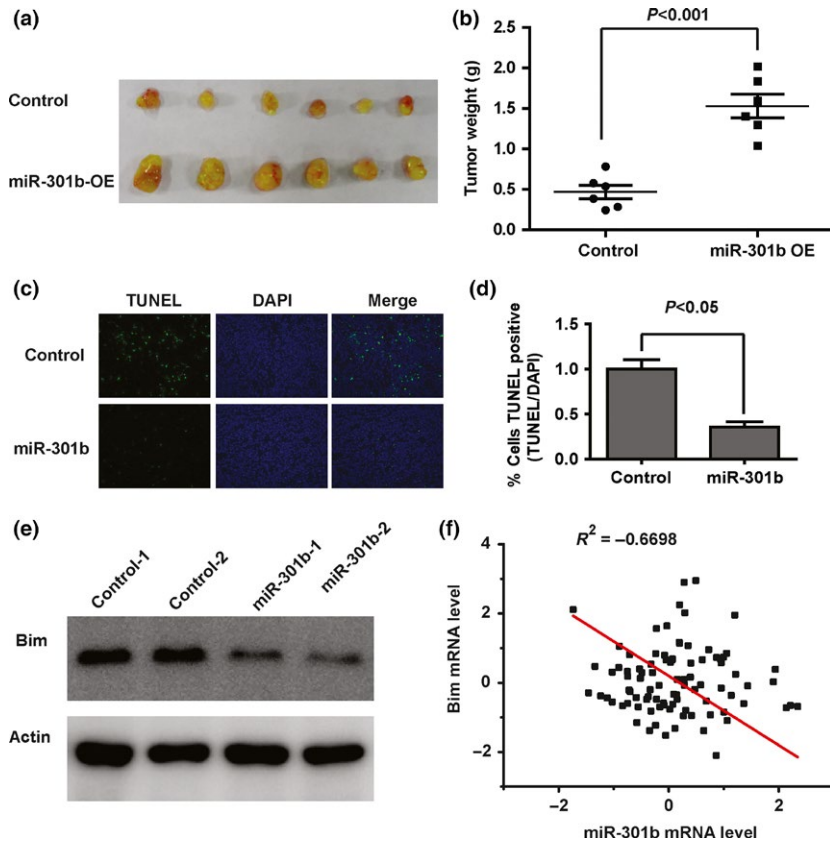 (a)
Control
miR-301b-OE
(b)
P<0.001
Tumor weight (g)
2.5
2.0
1.5
1.0
0.5
0.0
Control
miR-301b OE
(c)
TUNEL
DAPI
Merge
Control
miR-301b
(d)
P<0.05
% Cells TUNEL positive
(TUNEL/DAPI)
1.5
1.0
0.5
0.0
Control
miR-301b
(e)
Control-1
Control-2
miR-301b-1
miR-301b-2
Bim
Actin
(f)
R² = –0.6698
Bim mRNA level
4
2
0
–2
–2
0
2
miR-301b mRNA level